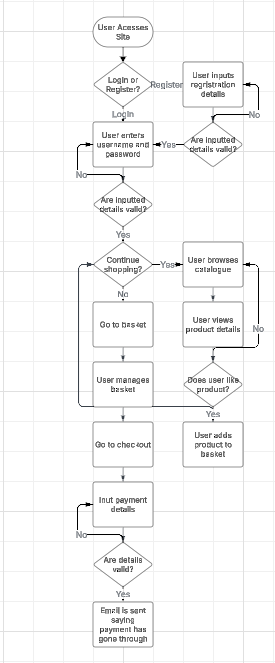 User Acesses
Site
Login or
Register?
Register
User inputs
regristration
details
No
Login
User enters
username and
password
Yes
Are inputted
details valid?
No
Are inputted
details valid?
Yes
Continue
shopping?
Yes
User browses
catalogue
No
Go to basket
User views
product details
No
User manages
basket
Does user like
product?
Yes
Go to checkout
User adds
product to
basket
Inut payment
details
No
Are details
valid?
Yes
Email is sent
saying
payment has
gone through